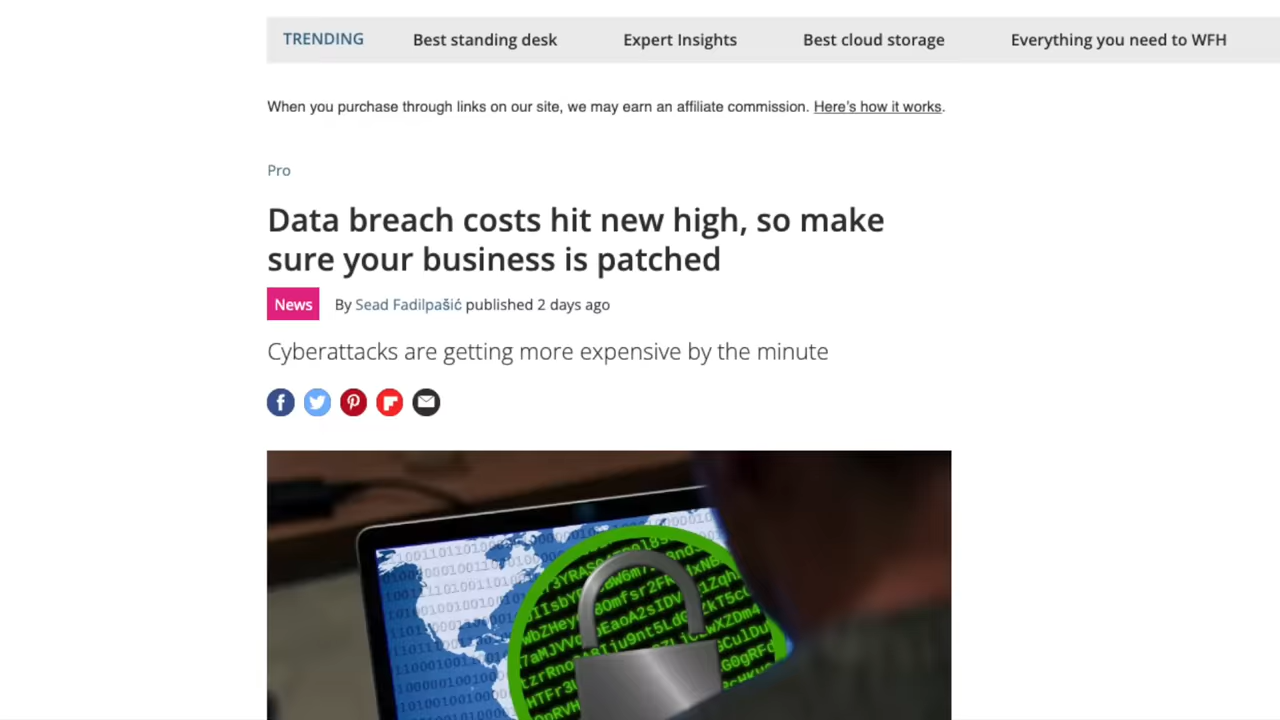 TRENDING Best standing desk Expert Insights Best cloud storage Everything you need to WFH
When you purchase through links on our site, we may earn an affiliate commission. Here's how it works.
Pro
Data breach costs hit new high, so make
sure your business is patched
News By Sead Fadilpašić published 2 days ago
Cyberattacks are getting more expensive by the minute